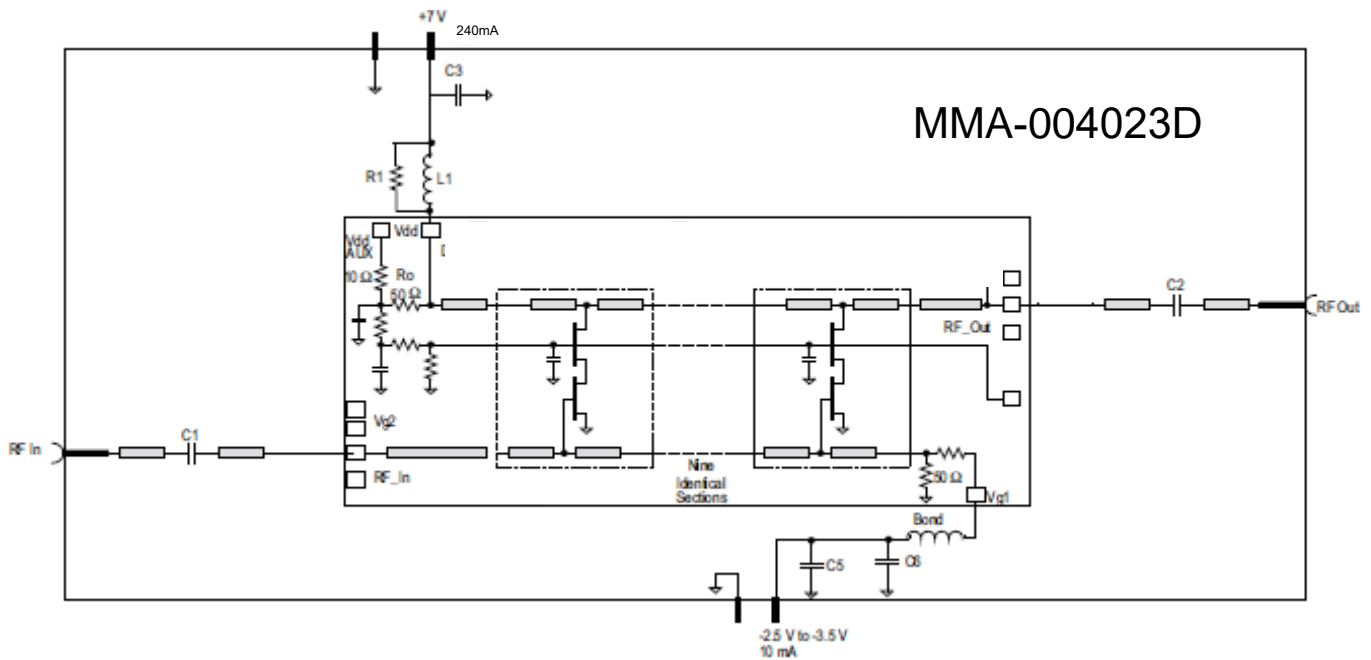 +7 V
240mA
C3
MMA-004023D
R1
L1
Vdd
AUX
Vdd
10 Ω
Ro
50 Ω
C2
RF Out
RF_Out
C1
Vg2
RF In
RF_In
Nine
Identical
Sections
50 Ω
Vg1
Bond
C5
C6
-2.5 V to -3.5 V
10 mA